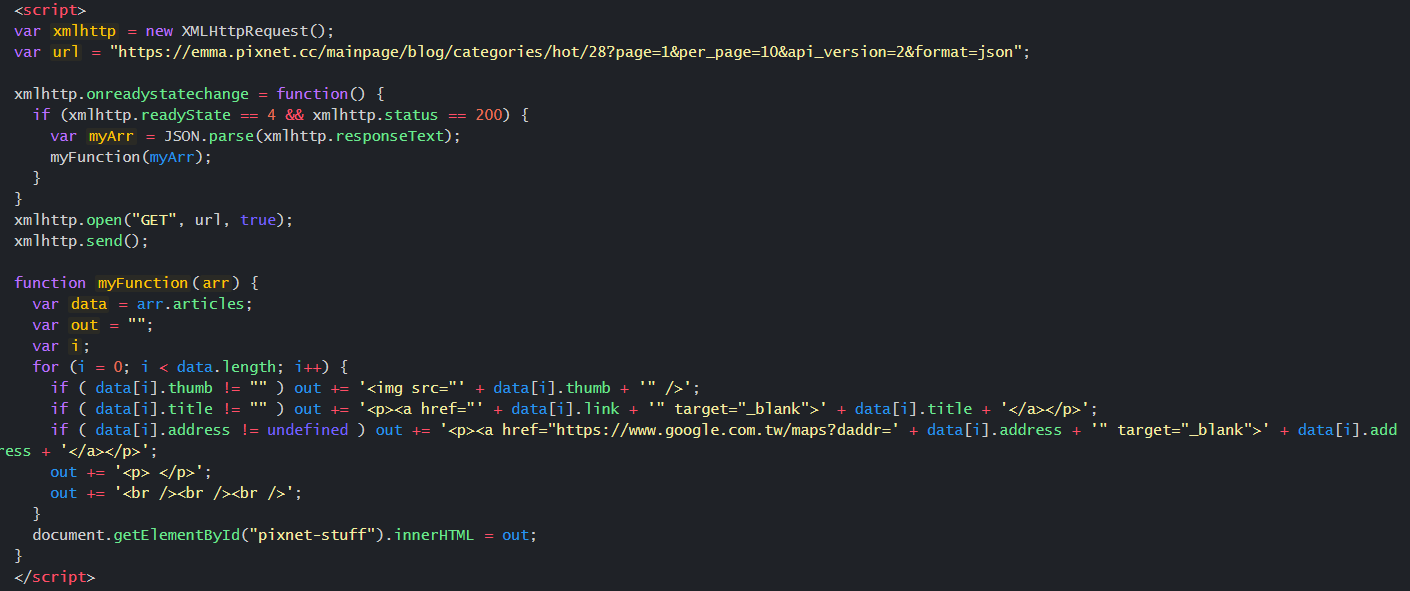 <script>
var xmlhttp = new XMLHttpRequest();
var url = "https://emma.pixnet.cc/mainpage/blog/categories/hot/28?page=1&per_page=10&api_version=2&format=json";
xmlhttp.onreadystatechange = function() {
if (xmlhttp.readyState == 4 && xmlhttp.status == 200) {
var myArr = JSON.parse(xmlhttp.responseText);
myFunction(myArr);
}
}
xmlhttp.open("GET", url, true);
xmlhttp.send();
function myFunction(arr) {
var data = arr.articles;
var out = "";
var i;
for (i = 0; i < data.length; i++) {
if ( data[i].thumb != "" ) out += '<img src="' + data[i].thumb + '" />';
if ( data[i].title != "" ) out += '<p><a href="' + data[i].link + '" target="_blank">' + data[i].title + '</a></p>';
if ( data[i].address != undefined ) out += '<p><a href="https://www.google.com.tw/maps?daddr=' + data[i].address + '" target="_blank">' + data[i].add
ress + '</a></p>';
out += '<p> </p>';
out += '<br /><br /><br />';
}
document.getElementById("pixnet-stuff").innerHTML = out;
}
</script>